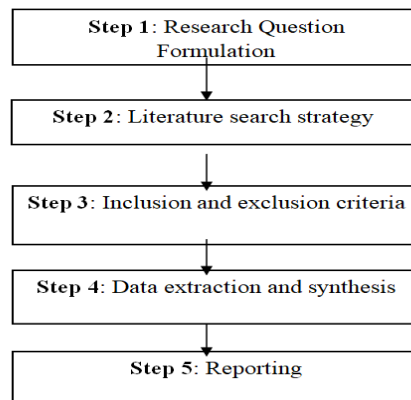 Step 1: Research Question
Formulation
Step 2: Literature search strategy
Step 3: Inclusion and exclusion criteria
Step 4: Data extraction and synthesis
Step 5: Reporting